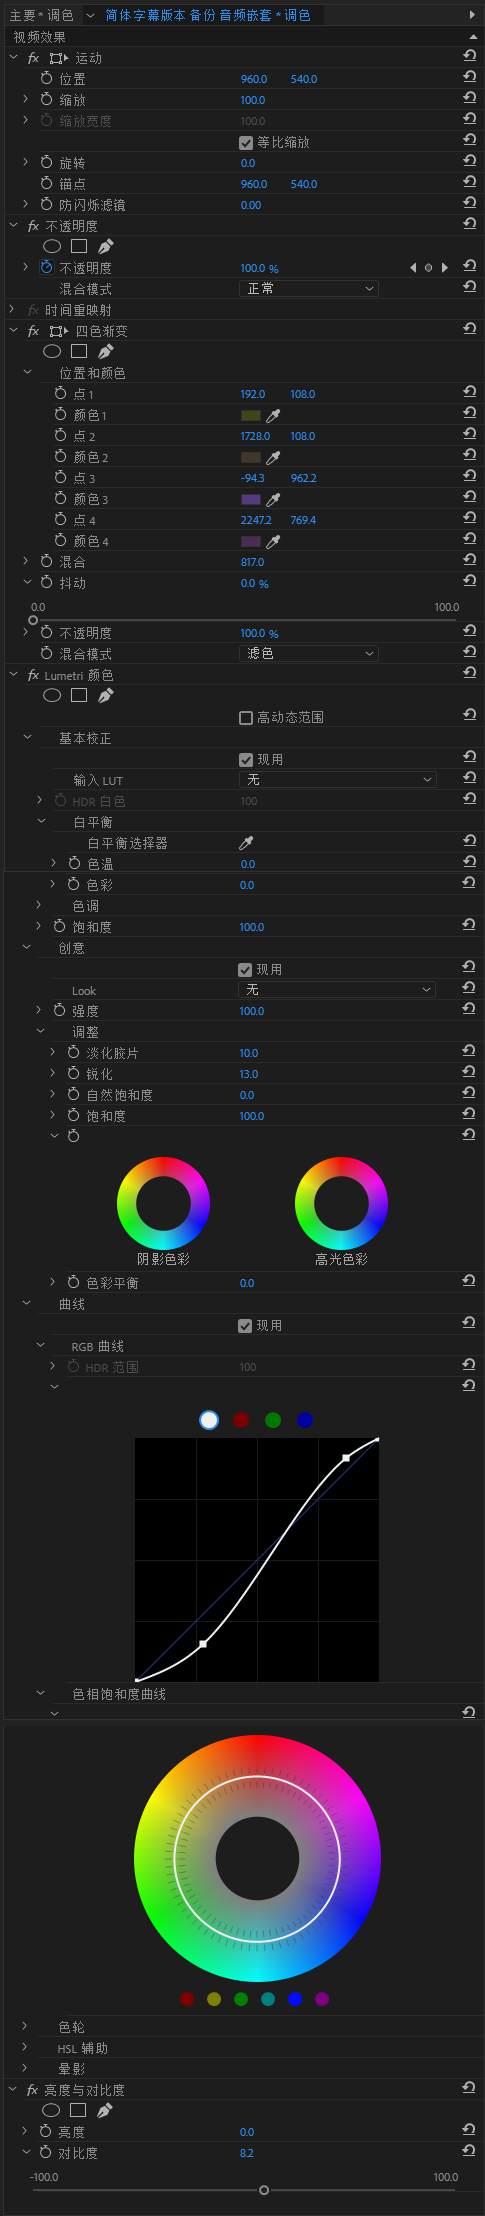 主要 * 调色 简体字幕版本 备份 音频嵌套 * 调色
视频效果
fx 运动
位置 960.0 540.0
缩放 100.0
缩放宽度 100.0
等比缩放
旋转 0.0
锚点 960.0 540.0
防闪烁滤镜 0.00
fx 不透明度
不透明度 100.0 %
混合模式 正常
fx 时间重映射
fx 四色渐变
位置和颜色
点 1 192.0 108.0
颜色 1
点 2 1728.0 108.0
颜色 2
点 3 -94.3 962.2
颜色 3
点 4 2247.2 769.4
颜色 4
混合 817.0
抖动 0.0 %
0.0 100.0
不透明度 100.0 %
混合模式 滤色
fx Lumetri 颜色
高动态范围
基本校正
现用
输入 LUT 无
HDR 白色 100
白平衡
白平衡选择器
色温 0.0
色彩 0.0
色调
饱和度 100.0
创意
现用
Look 无
强度 100.0
调整
淡化胶片 10.0
锐化 13.0
自然饱和度 0.0
饱和度 100.0
阴影色彩 高光色彩
色彩平衡 0.0
曲线
现用
RGB 曲线
HDR 范围 100
色相饱和度曲线
色轮
HSL 辅助
晕影
fx 亮度与对比度
亮度 0.0
对比度 8.2
-100.0 100.0